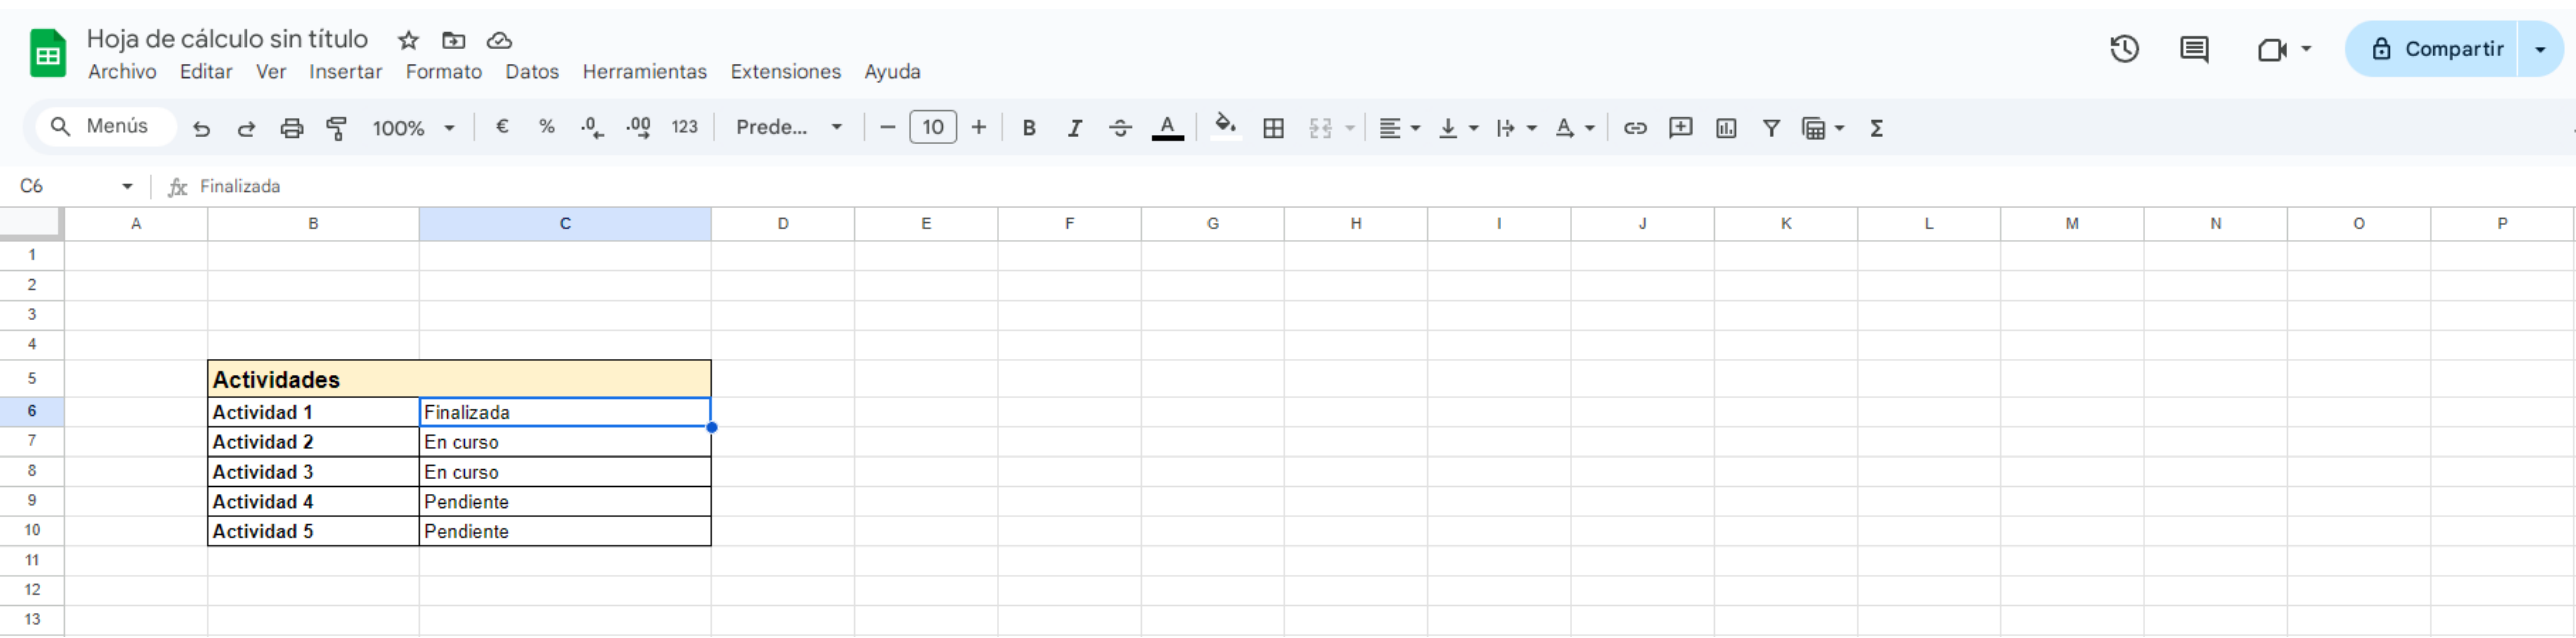 Hoja de cálculo sin título
Archivo Editar Ver Insertar Formato Datos Herramientas Extensiones Ayuda
Compartir
Menús 100% € % .0 .00 123 Prede... 10 B I A A Σ
C6 fx Finalizada
A B C D E F G H I J K L M N O P
1
2
3
4
5 Actividades
6 Actividad 1 Finalizada
7 Actividad 2 En curso
8 Actividad 3 En curso
9 Actividad 4 Pendiente
10 Actividad 5 Pendiente
11
12
13